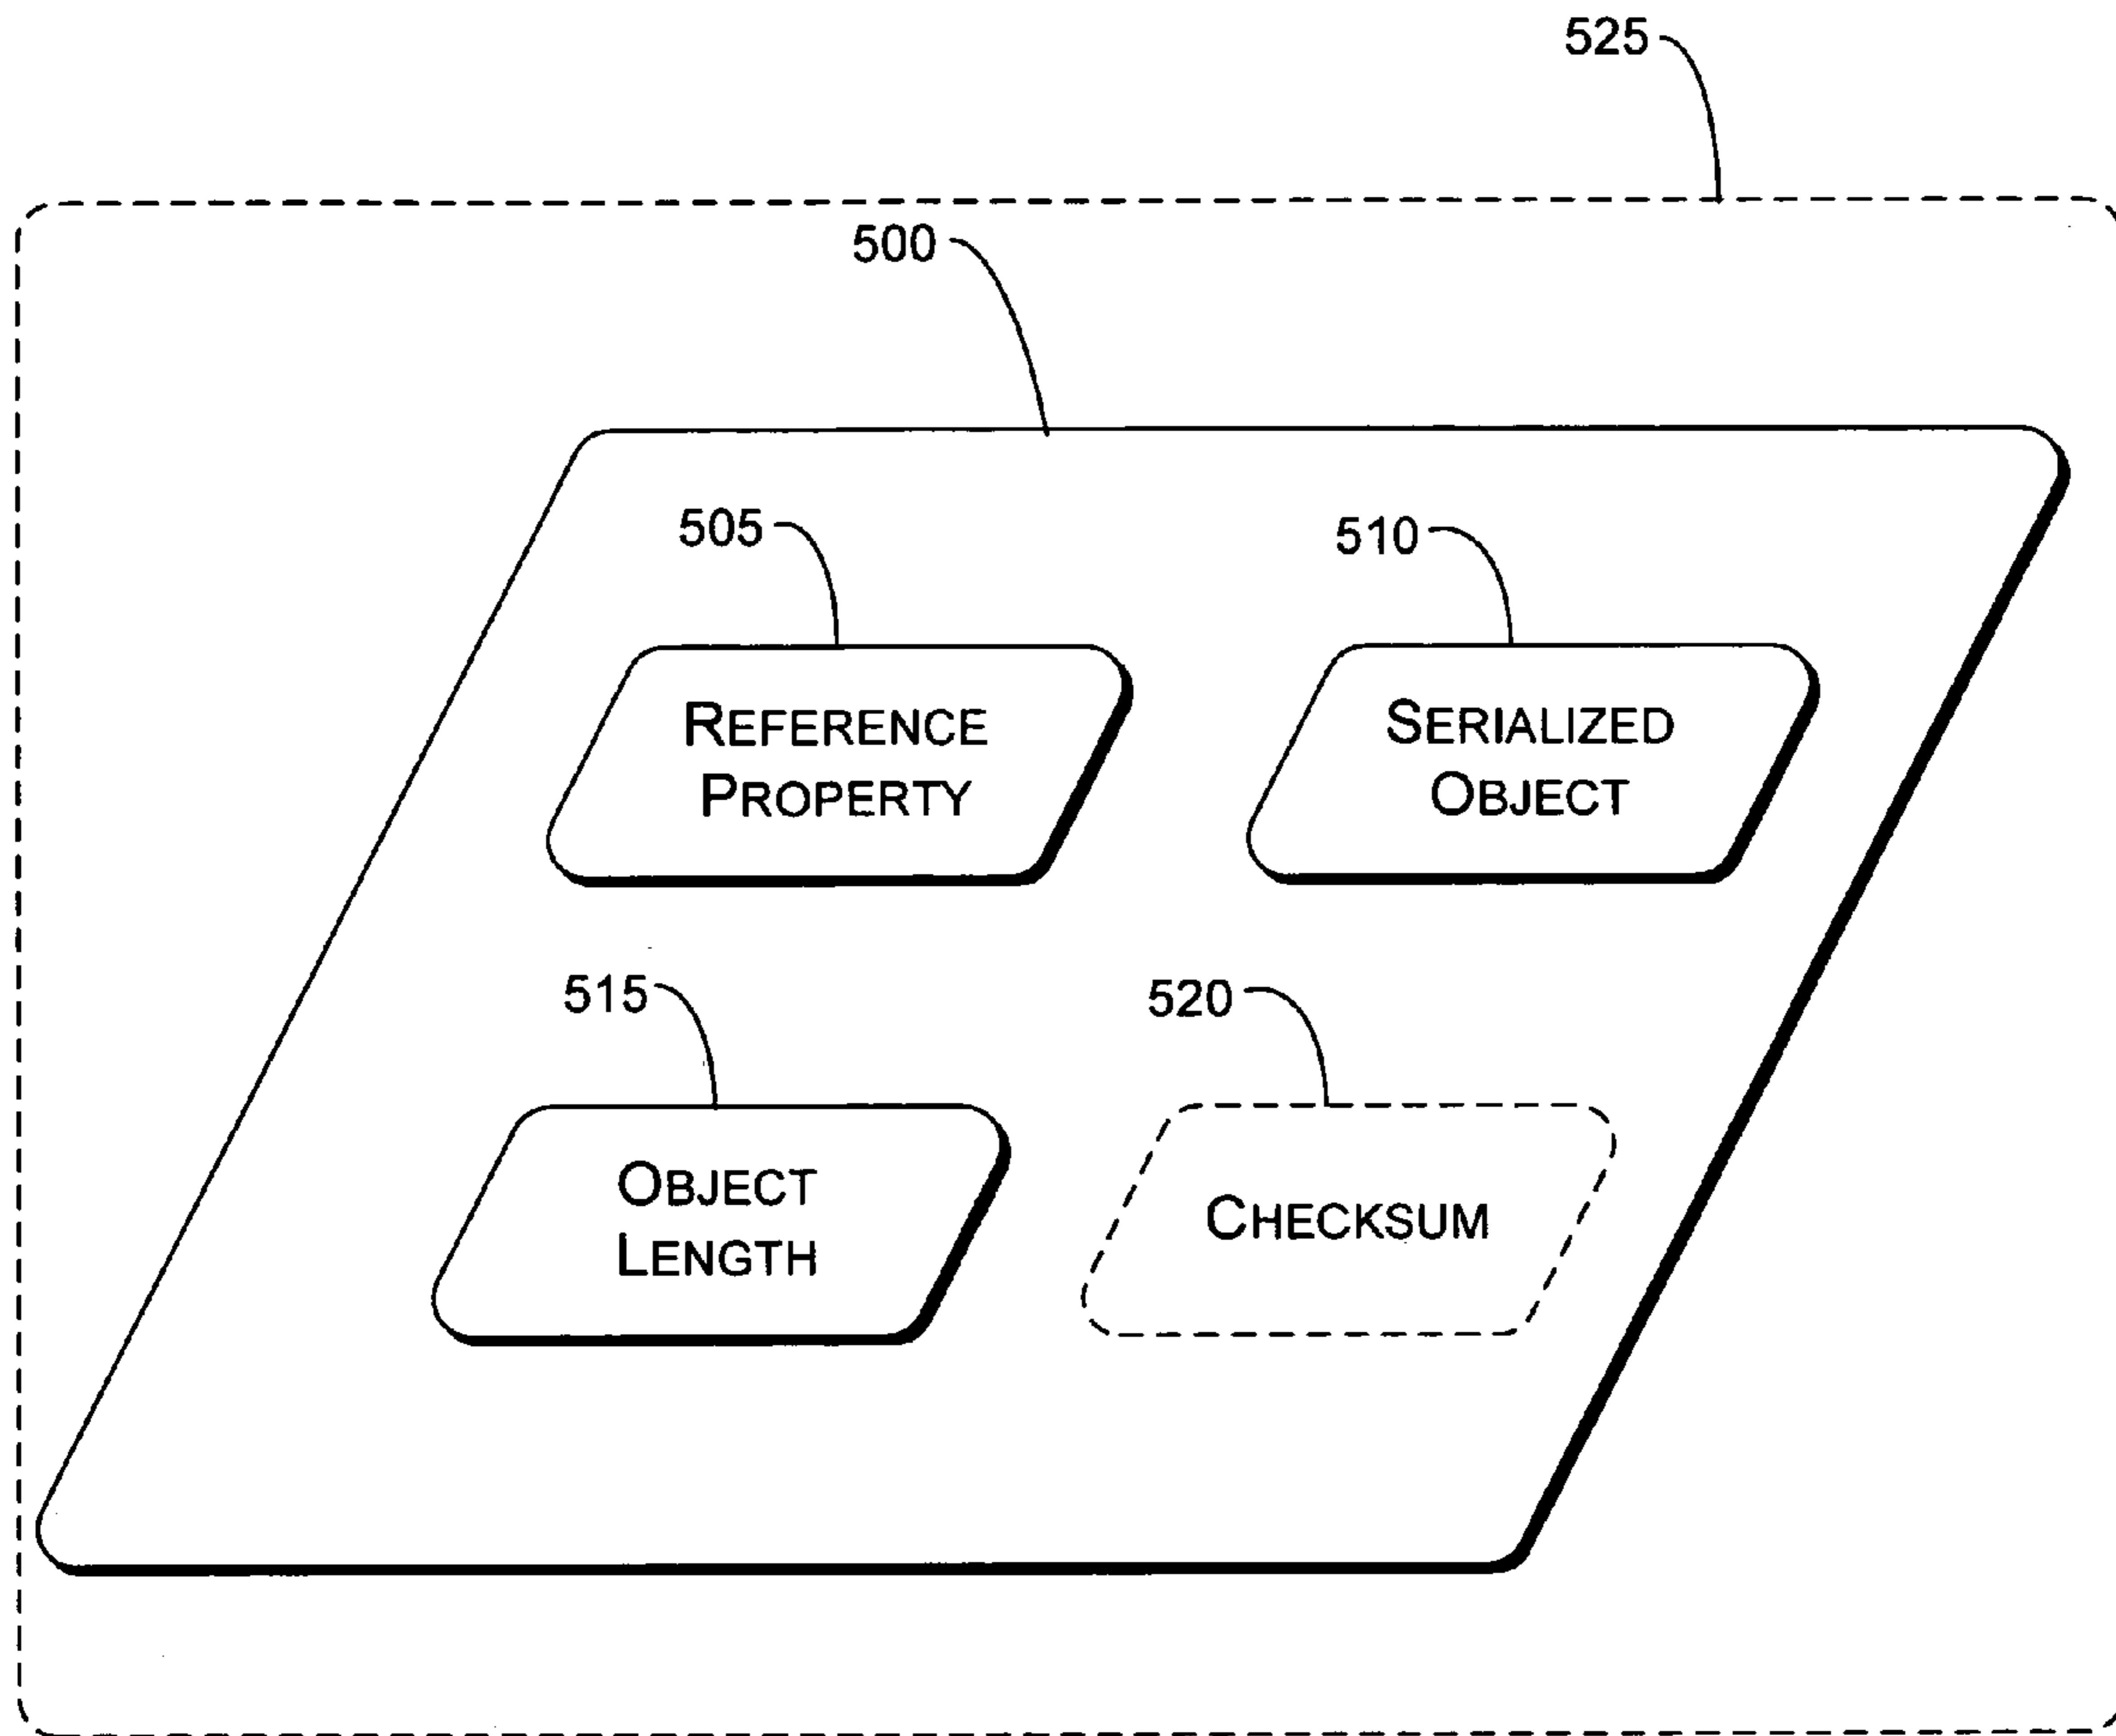 525
500
505
510
REFERENCE
PROPERTY
SERIALIZED
OBJECT
515
520
OBJECT
LENGTH
CHECKSUM